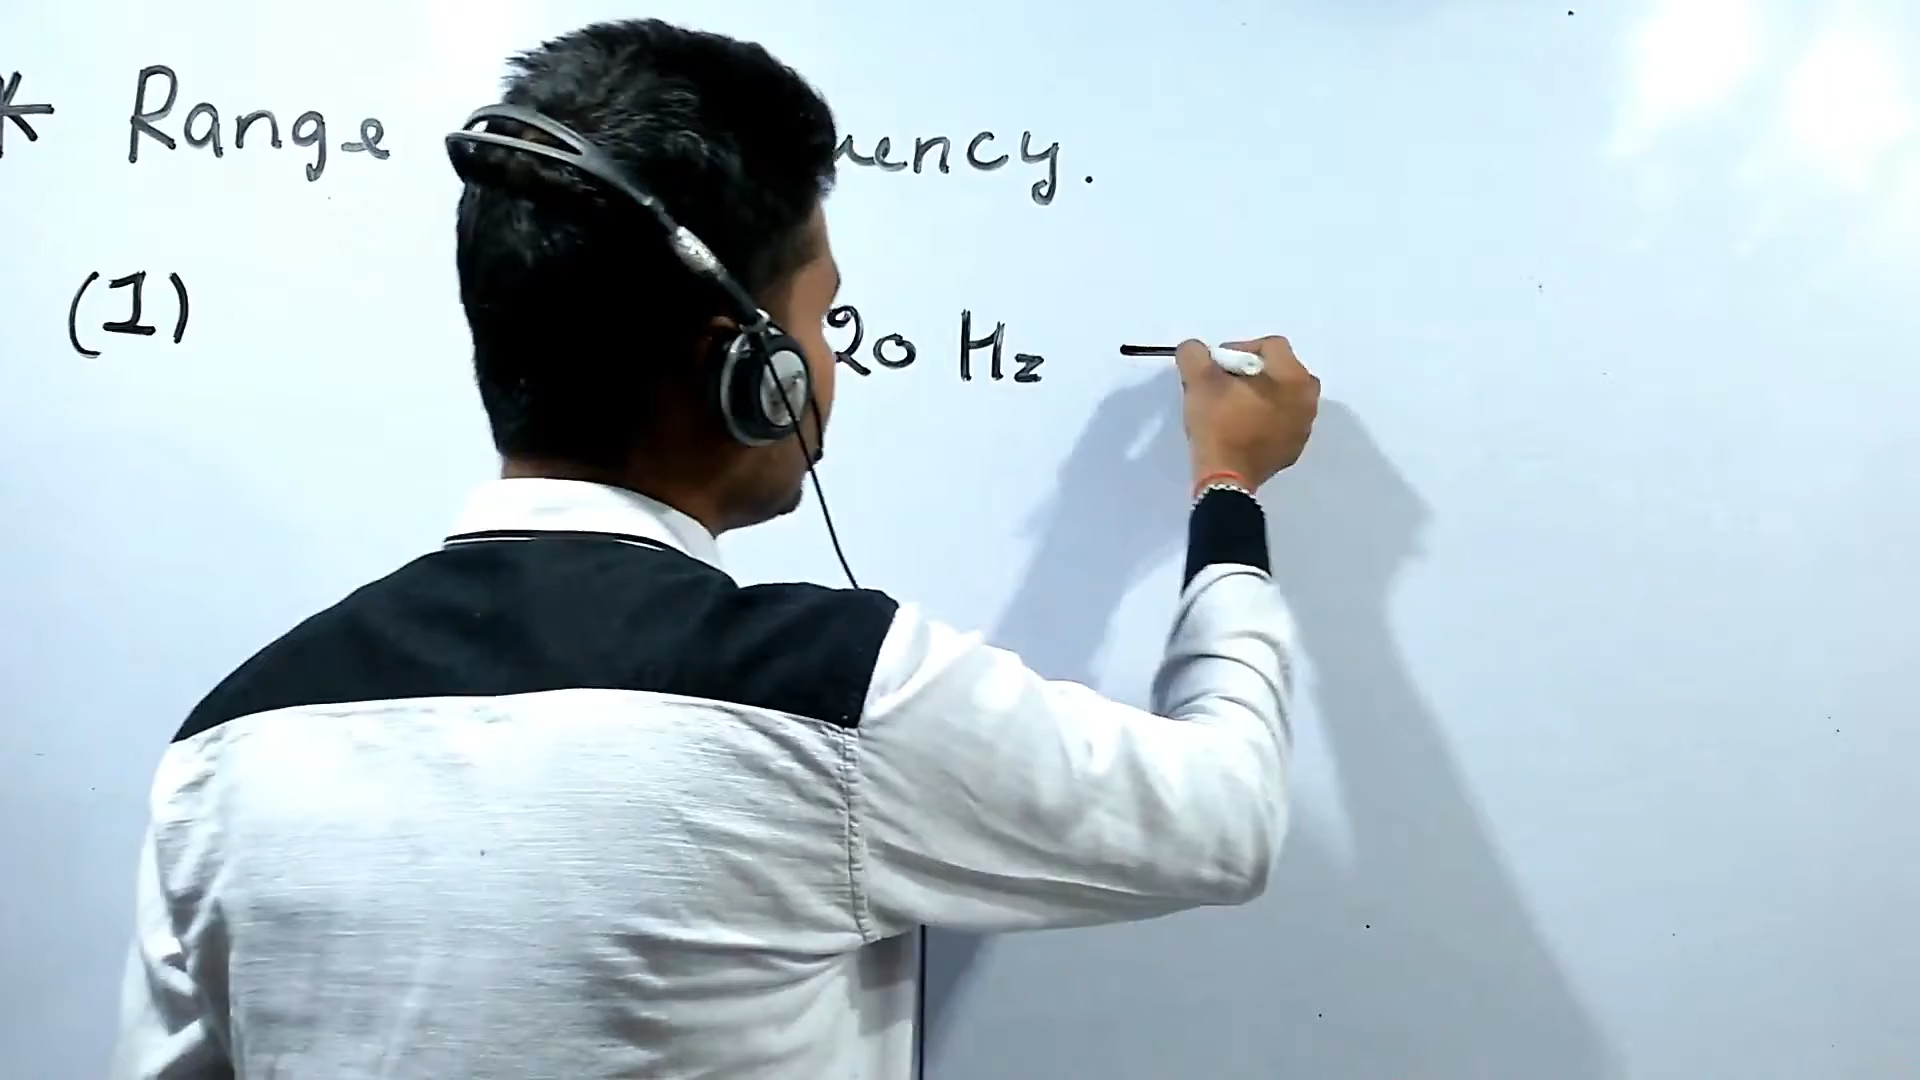 * Range uency.
(1) 20 Hz —